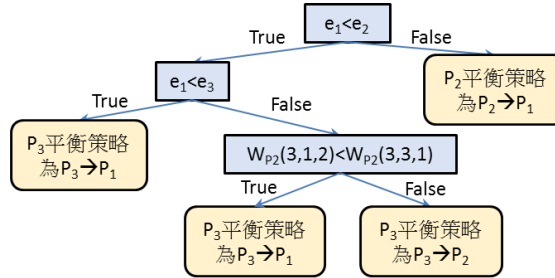 e₁<e₂
True
False
e₁<e₃
P₂平衡策略
為P₂→P₁
True
False
P₃平衡策略
為P₃→P₁
W_P2(3,1,2)<W_P2(3,3,1)
True
False
P₃平衡策略
為P₃→P₁
P₃平衡策略
為P₃→P₂